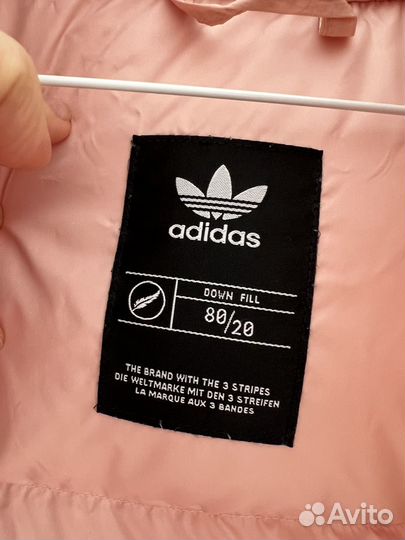 adidas
DOWN FILL
80/20
THE BRAND WITH THE 3 STRIPES
DIE WELTMARKE MIT DEN 3 STREIFEN
LA MARQUE AUX 3 BANDES
Avito